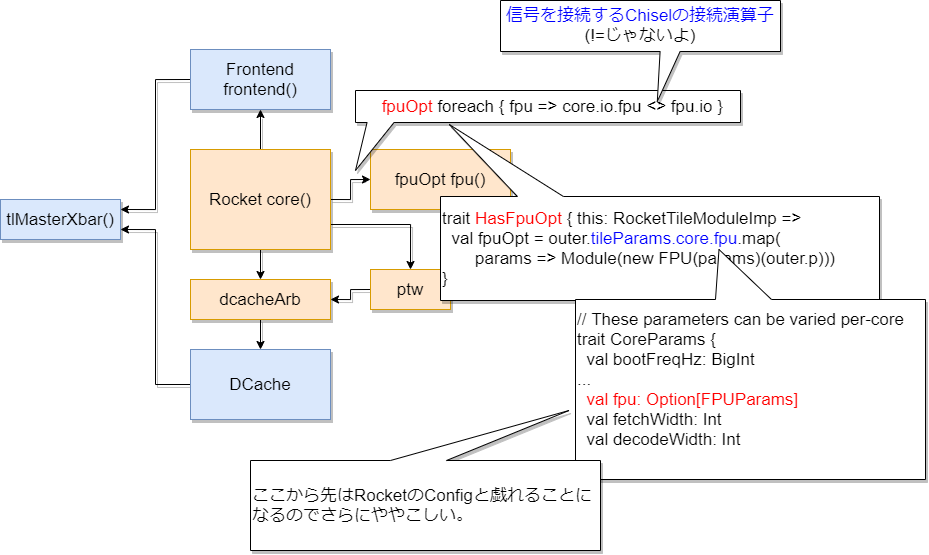 信号を接続するChiselの接続演算子
(!=じゃないよ)
Frontend
frontend()
fpuOpt foreach { fpu => core.io.fpu <> fpu.io }
Rocket core()
fpuOpt fpu()
tlMasterXbar()
trait HasFpuOpt { this: RocketTileModuleImp =>
val fpuOpt = outer.tileParams.core.fpu.map(
params => Module(new FPU(params)(outer.p)))
}
dcacheArb
ptw
// These parameters can be varied per-core
trait CoreParams {
val bootFreqHz: BigInt
...
val fpu: Option[FPUParams]
val fetchWidth: Int
val decodeWidth: Int
DCache
ここから先はRocketのConfigと戯れることに
なるのでさらにややこしい。